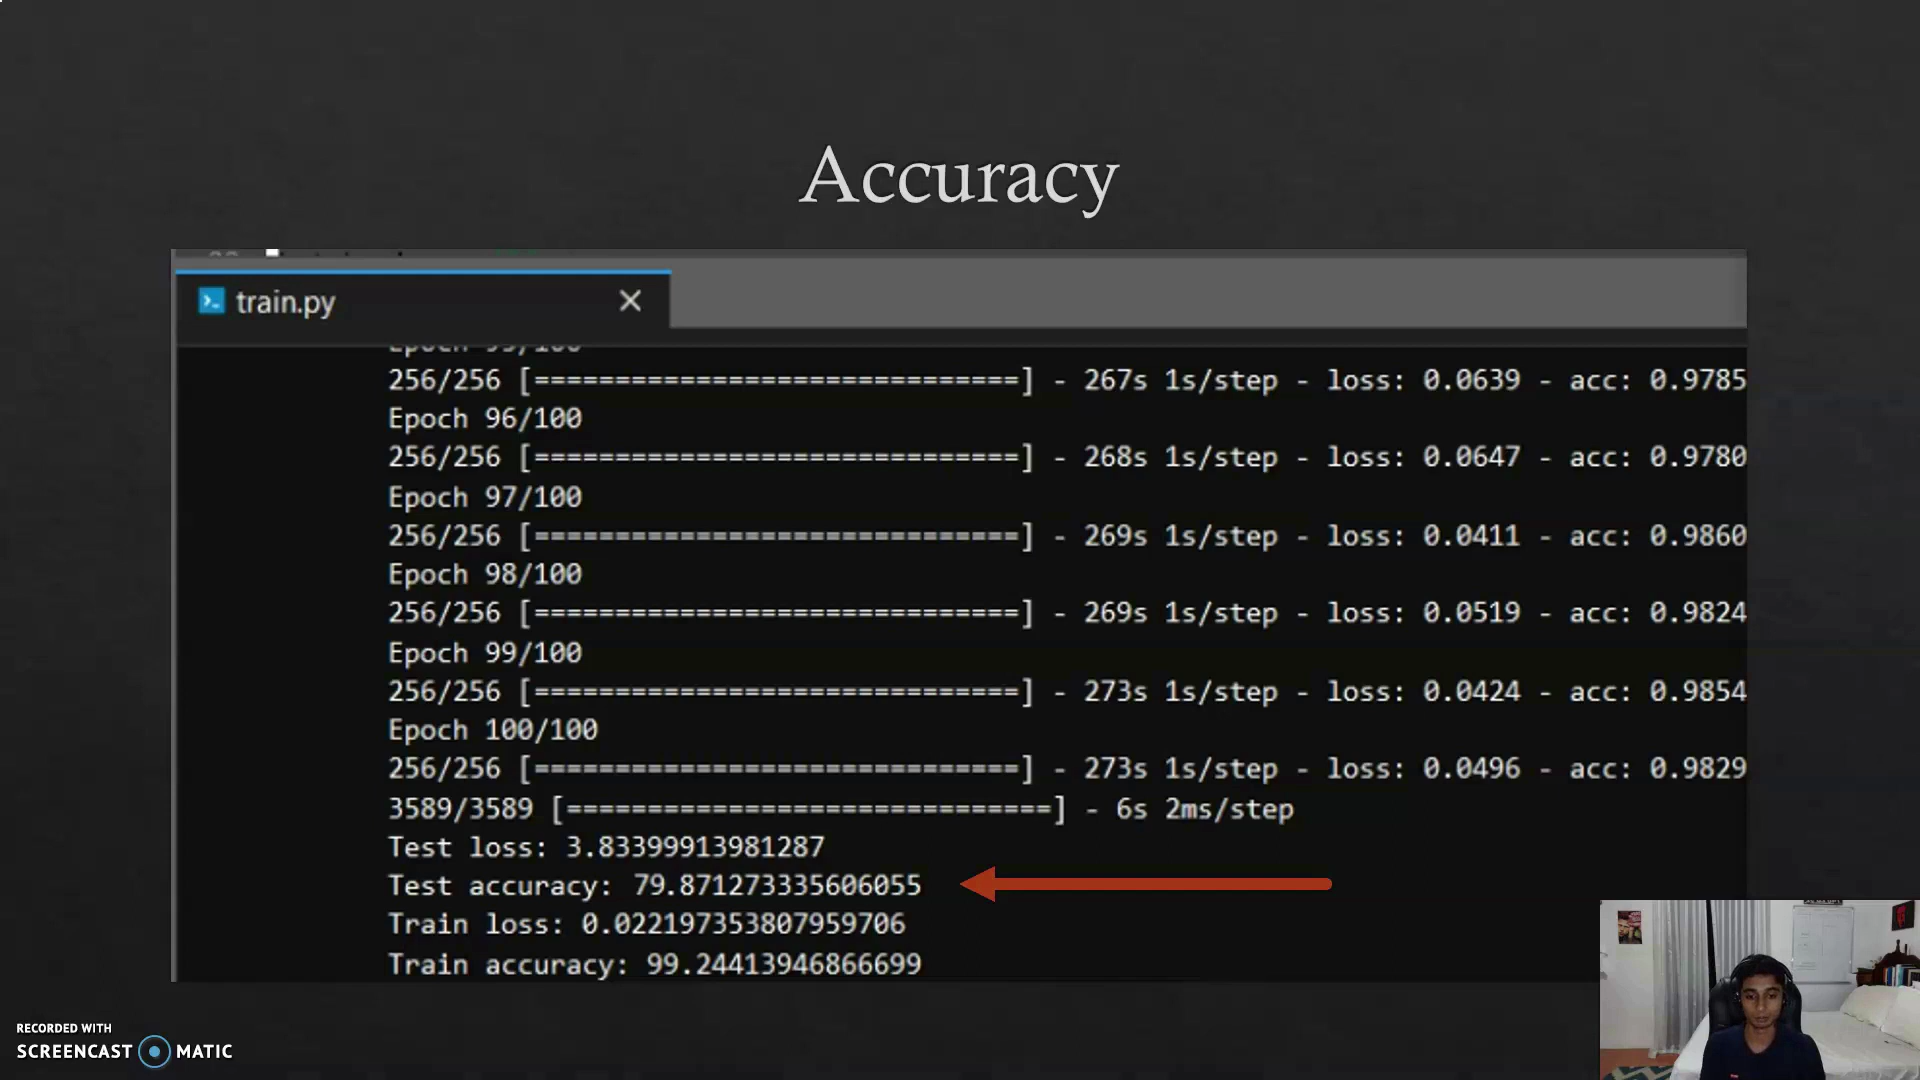 Accuracy
train.py
Epoch 95/100
256/256 [==============================] - 267s 1s/step - loss: 0.0639 - acc: 0.9785
Epoch 96/100
256/256 [==============================] - 268s 1s/step - loss: 0.0647 - acc: 0.9780
Epoch 97/100
256/256 [==============================] - 269s 1s/step - loss: 0.0411 - acc: 0.9860
Epoch 98/100
256/256 [==============================] - 269s 1s/step - loss: 0.0519 - acc: 0.9824
Epoch 99/100
256/256 [==============================] - 273s 1s/step - loss: 0.0424 - acc: 0.9854
Epoch 100/100
256/256 [==============================] - 273s 1s/step - loss: 0.0496 - acc: 0.9829
3589/3589 [==============================] - 6s 2ms/step
Test loss: 3.83399913981287
Test accuracy: 79.871273335606055
Train loss: 0.022197353807959706
Train accuracy: 99.24413946866699
RECORDED WITH
SCREENCAST MATIC